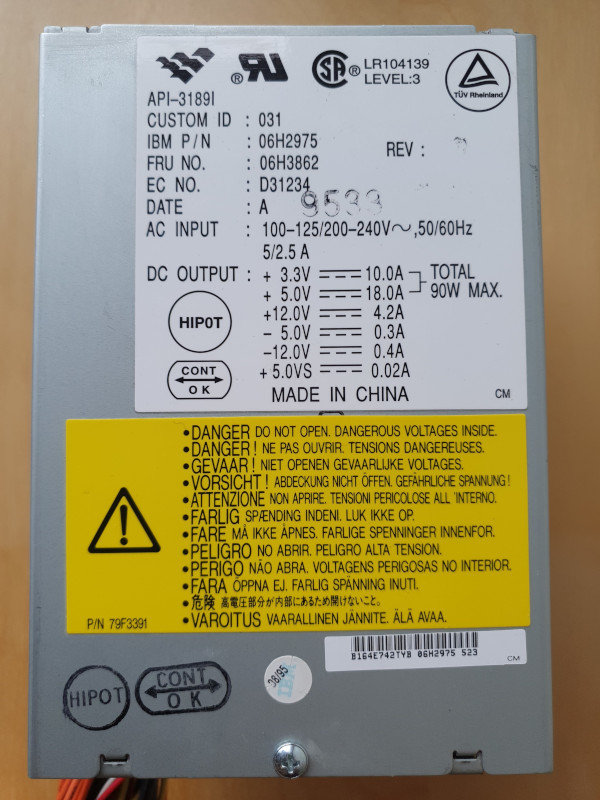 ® RU ® SA ® LR104139
LEVEL:3
TÜV Rheinland
API-3189I
CUSTOM ID : 031
IBM P/N : 06H2975
REV :
FRU NO. : 06H3862
EC NO. : D31234
DATE : A 9533
AC INPUT : 100-125/200-240V~,50/60Hz
5/2.5 A
DC OUTPUT : + 3.3V 10.0A TOTAL
+ 5.0V 18.0A 90W MAX.
+12.0V 4.2A
HIPOT
- 5.0V 0.3A
-12.0V 0.4A
CONT
OK
+ 5.0VS 0.02A
MADE IN CHINA CM
•DANGER DO NOT OPEN. DANGEROUS VOLTAGES INSIDE.
•DANGER! NE PAS OUVRIR. TENSIONS DANGEREUSES.
•GEVAAR! NIET OPENEN GEVAARLIJKE VOLTAGES.
•VORSICHT! ABDECKUNG NICHT ÖFFEN. GEFÄHRLICHE SPANNUNG!
•ATTENZIONE NON APRIRE. TENSIONI PERICOLOSE ALL 'INTERNO.
•FARLIG SPÆNDING INDENI. LUK IKKE OP.
•FARE MÅ IKKE ÅPNES. FARLIGE SPENNINGER INNENFOR.
•PELIGRO NO ABRIR. PELIGRO ALTA TENSION.
•PERIGO NÃO ABRA. VOLTAGENS PERIGOSAS NO INTERIOR.
•FARA ÖPPNA EJ. FARLIG SPÄNNING INUTI.
•危険 高電圧部分が内部にあるため開けないこと。
•VAROITUS VAARALLINEN JÄNNITE. ÄLÄ AVAA.
P/N 79F3391
B164E742TYB 06H2975 523
CM
HIPOT
CONT
OK
08/95
IBM